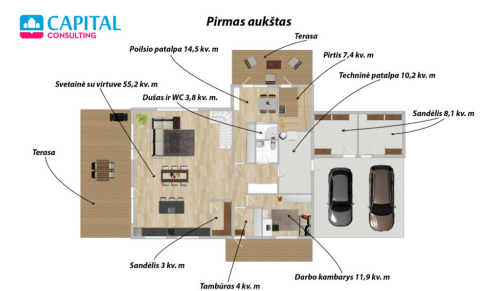 CAPITAL
CONSULTING
Pirmas aukštas
Terasa
Poilsio patalpa 14,5 kv. m
Pirtis 7,4 kv. m
Techninė patalpa 10,2 kv. m
Svetainė su virtuve 55,2 kv. m
Dušas ir WC 3,8 kv. m.
Sandėlis 8,1 kv. m
Terasa
Sandėlis 3 kv. m
Darbo kambarys 11,9 kv. m
Tambūras 4 kv. m